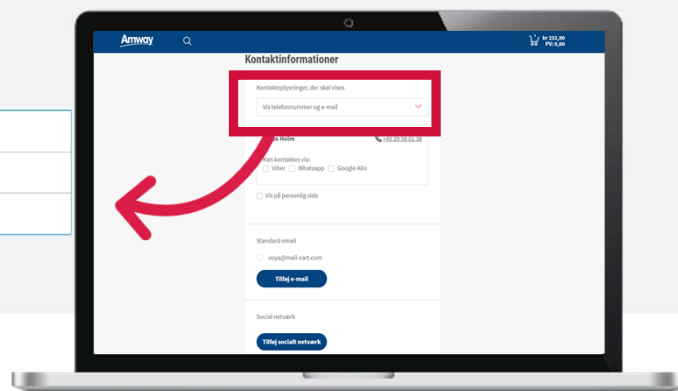 Amway
kr 232,00
PV: 0,00
Kontaktinformationer
Kontaktoplysninger, der skal vises
Vis telefonnummer og e-mail
Holm
+45 29 58 01 28
Kan kontaktes via:
Viber Whatsapp Google Allo
Vis på personlig side
Standard email
voya@mail-cart.com
Tilføj e-mail
Social netværk
Tilføj socialt netværk